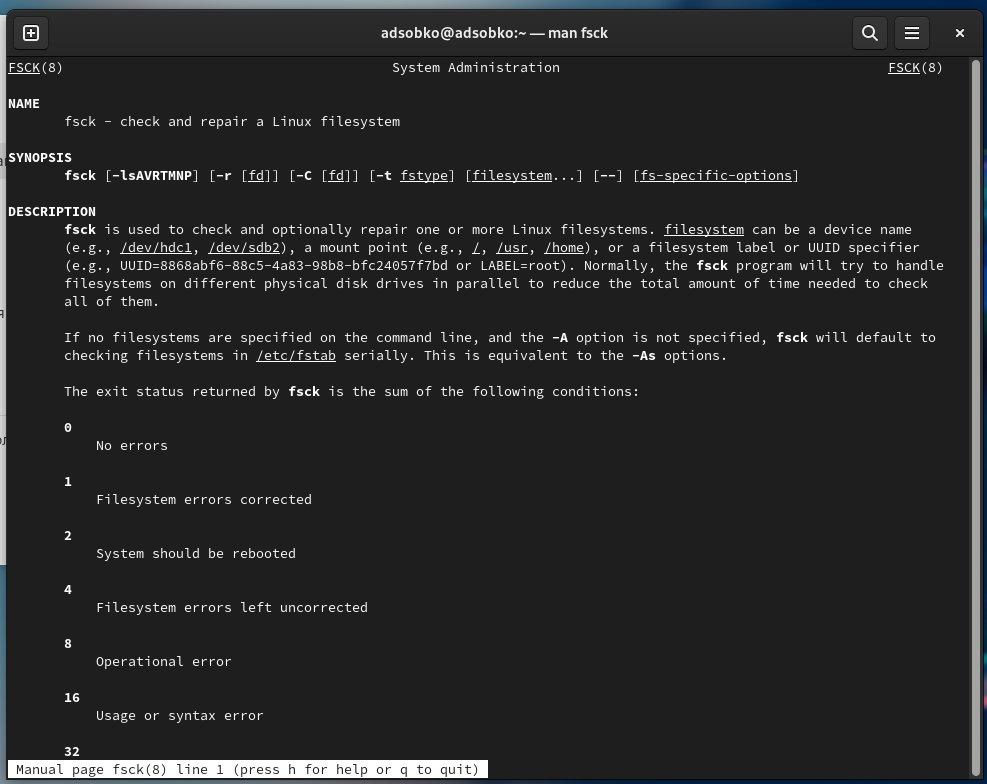 adsobko@adsobko:~ — man fsck
FSCK(8) System Administration FSCK(8)
NAME
fsck - check and repair a Linux filesystem
SYNOPSIS
fsck [-lsAVRTMNP] [-r [fd]] [-C [fd]] [-t fstype] [filesystem...] [--] [fs-specific-options]
DESCRIPTION
fsck is used to check and optionally repair one or more Linux filesystems. filesystem can be a device name
(e.g., /dev/hdc1, /dev/sdb2), a mount point (e.g., /, /usr, /home), or a filesystem label or UUID specifier
(e.g., UUID=8868abf6-88c5-4a83-98b8-bfc24057f7bd or LABEL=root). Normally, the fsck program will try to handle
filesystems on different physical disk drives in parallel to reduce the total amount of time needed to check
all of them.
If no filesystems are specified on the command line, and the -A option is not specified, fsck will default to
checking filesystems in /etc/fstab serially. This is equivalent to the -As options.
The exit status returned by fsck is the sum of the following conditions:
0
No errors
1
Filesystem errors corrected
2
System should be rebooted
4
Filesystem errors left uncorrected
8
Operational error
16
Usage or syntax error
32
Manual page fsck(8) line 1 (press h for help or q to quit)